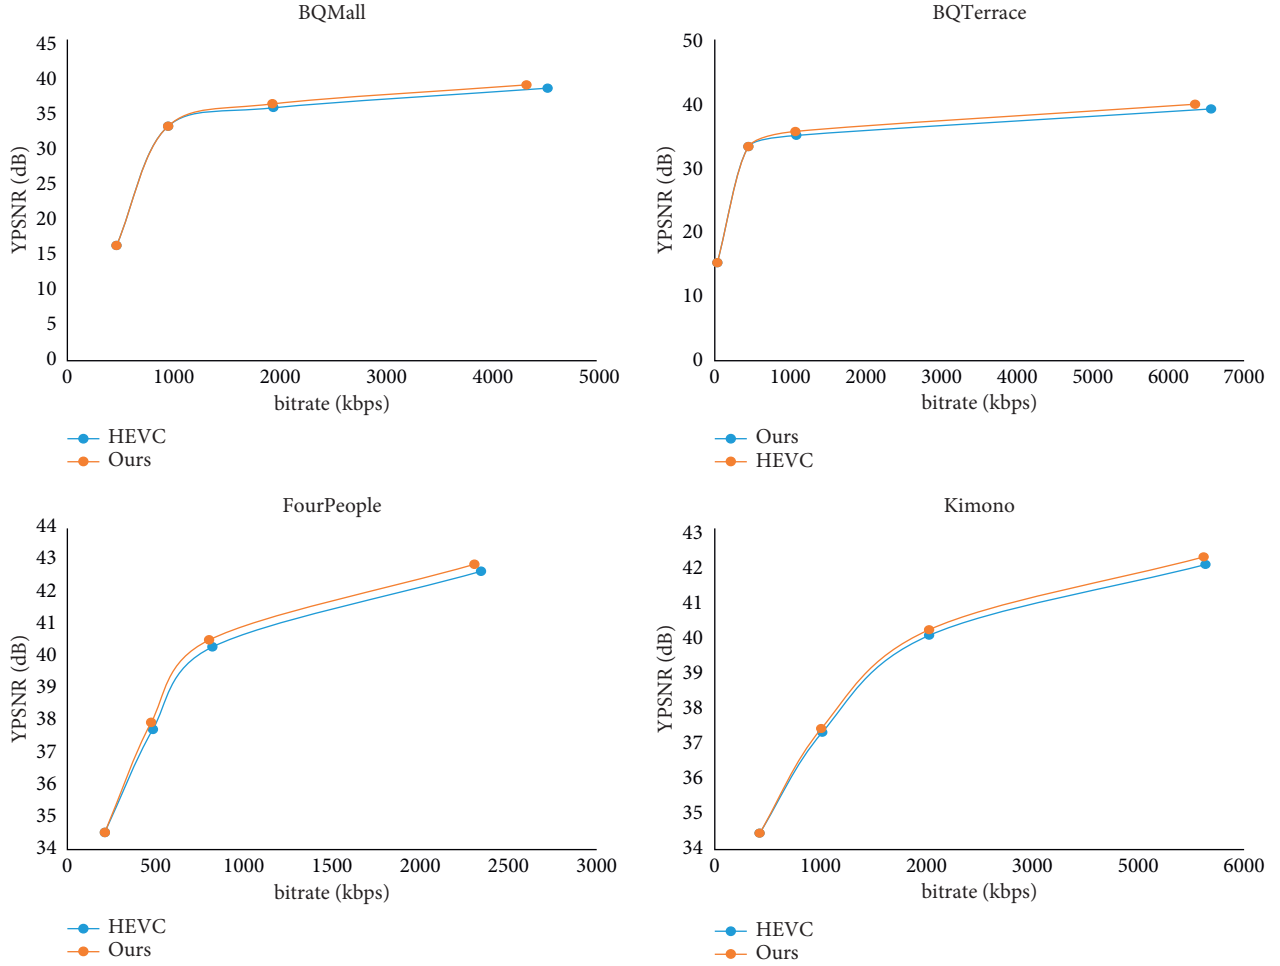 BQMall
45
40
35
30
25
20
15
10
5
0
YPSNR (dB)
0 1000 2000 3000 4000 5000
bitrate (kbps)
HEVC
Ours
BQTerrace
50
40
30
20
10
0
YPSNR (dB)
0 1000 2000 3000 4000 5000 6000 7000
bitrate (kbps)
Ours
HEVC
FourPeople
44
43
42
41
40
39
38
37
36
35
34
YPSNR (dB)
0 500 1000 1500 2000 2500 3000
bitrate (kbps)
HEVC
Ours
Kimono
43
42
41
40
39
38
37
36
35
34
YPSNR (dB)
0 1000 2000 3000 5000 6000
bitrate (kbps)
HEVC
Ours